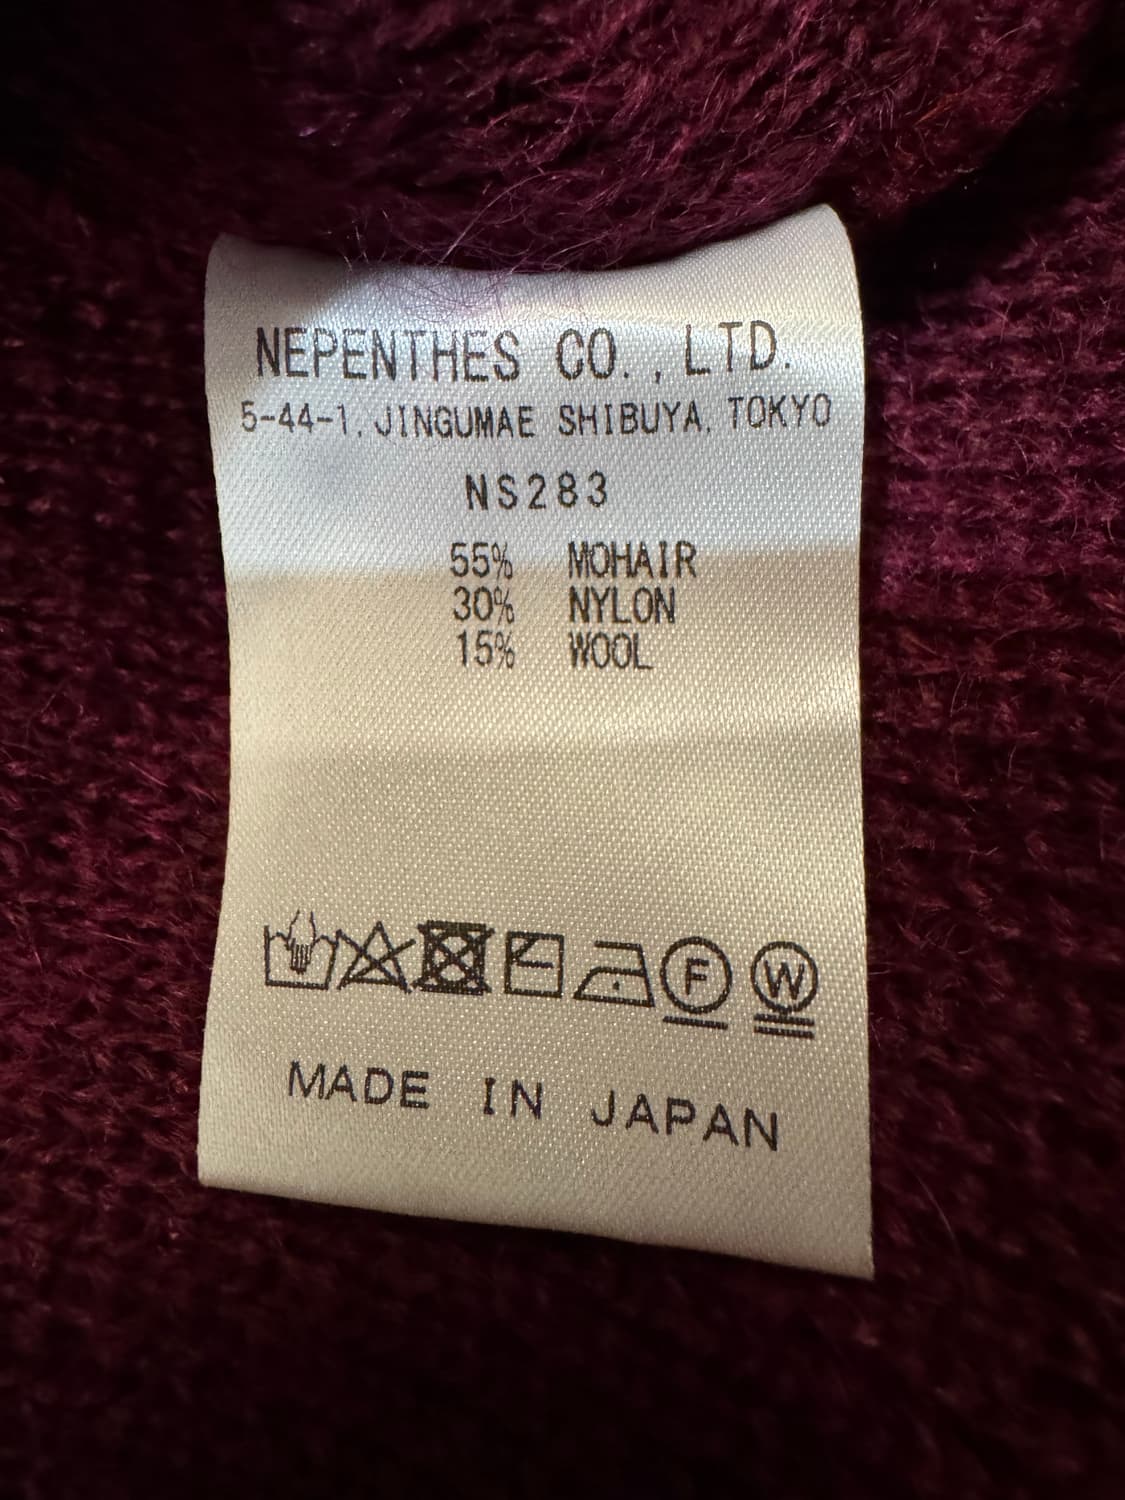 NEPENTHES CO., LTD.
5-44-1, JINGUMAE SHIBUYA, TOKYO
NS283
55% MOHAIR
30% NYLON
15% WOOL
F W
MADE IN JAPAN